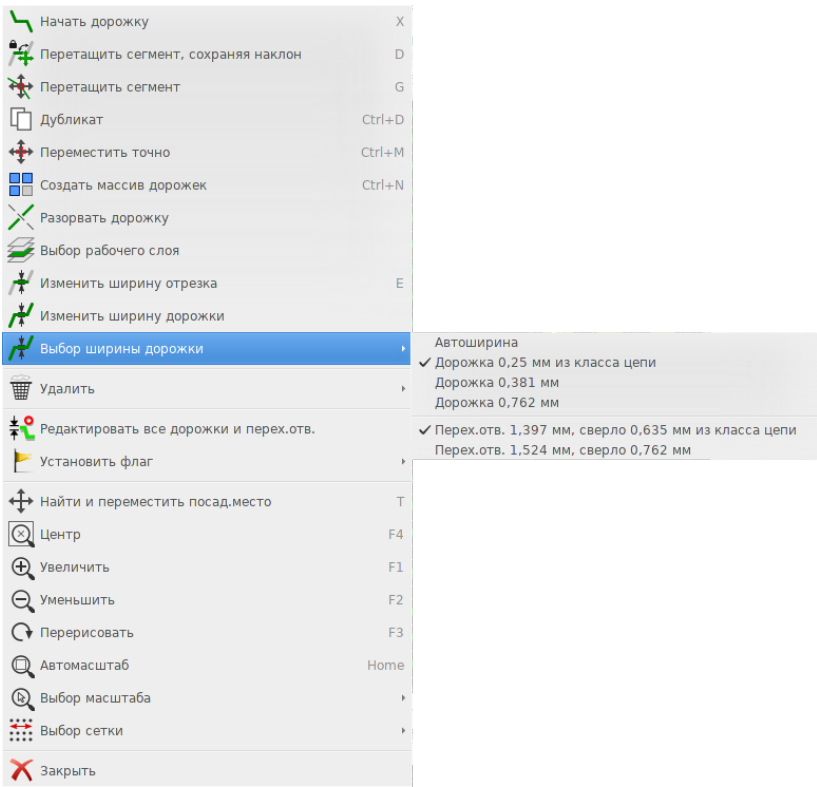 Начать дорожку X
Перетащить сегмент, сохраняя наклон D
Перетащить сегмент G
Дубликат Ctrl+D
Переместить точно Ctrl+M
Создать массив дорожек Ctrl+N
Разорвать дорожку
Выбор рабочего слоя
Изменить ширину отрезка E
Изменить ширину дорожки
Выбор ширины дорожки
Автоширина
Дорожка 0,25 мм из класса цепи
Дорожка 0,381 мм
Дорожка 0,762 мм
Перех.отв. 1,397 мм, сверло 0,635 мм из класса цепи
Перех.отв. 1,524 мм, сверло 0,762 мм
Удалить
Редактировать все дорожки и перех.отв.
Установить флаг
Найти и переместить посад.место T
Центр F4
Увеличить F1
Уменьшить F2
Перерисовать F3
Автомасштаб Home
Выбор масштаба
Выбор сетки
Закрыть